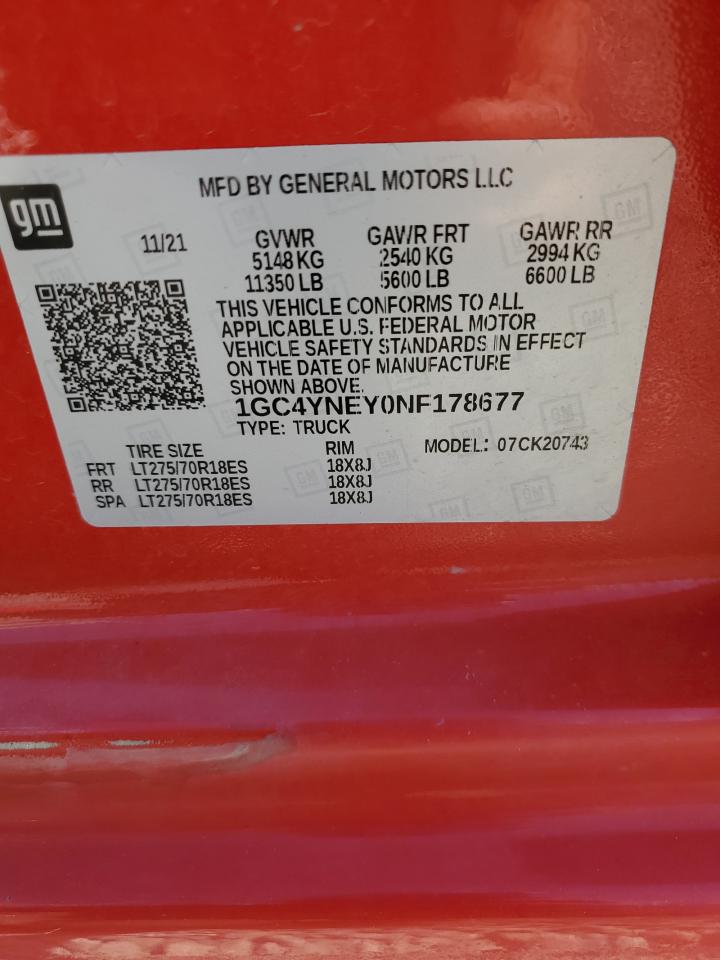 MFD BY GENERAL MOTORS LLC
gm
11/21 GVWR GAWR FRT GAWR RR
5148 KG 2540 KG 2994 KG
11350 LB 5600 LB 6600 LB
THIS VEHICLE CONFORMS TO ALL
APPLICABLE U.S. FEDERAL MOTOR
VEHICLE SAFETY STANDARDS IN EFFECT
ON THE DATE OF MANUFACTURE
SHOWN ABOVE.
1GC4YNEY0NF178677
TYPE: TRUCK
TIRE SIZE RIM MODEL: 07CK20743
FRT LT275/70R18ES 18X8J
RR LT275/70R18ES 18X8J
SPA LT275/70R18ES 18X8J